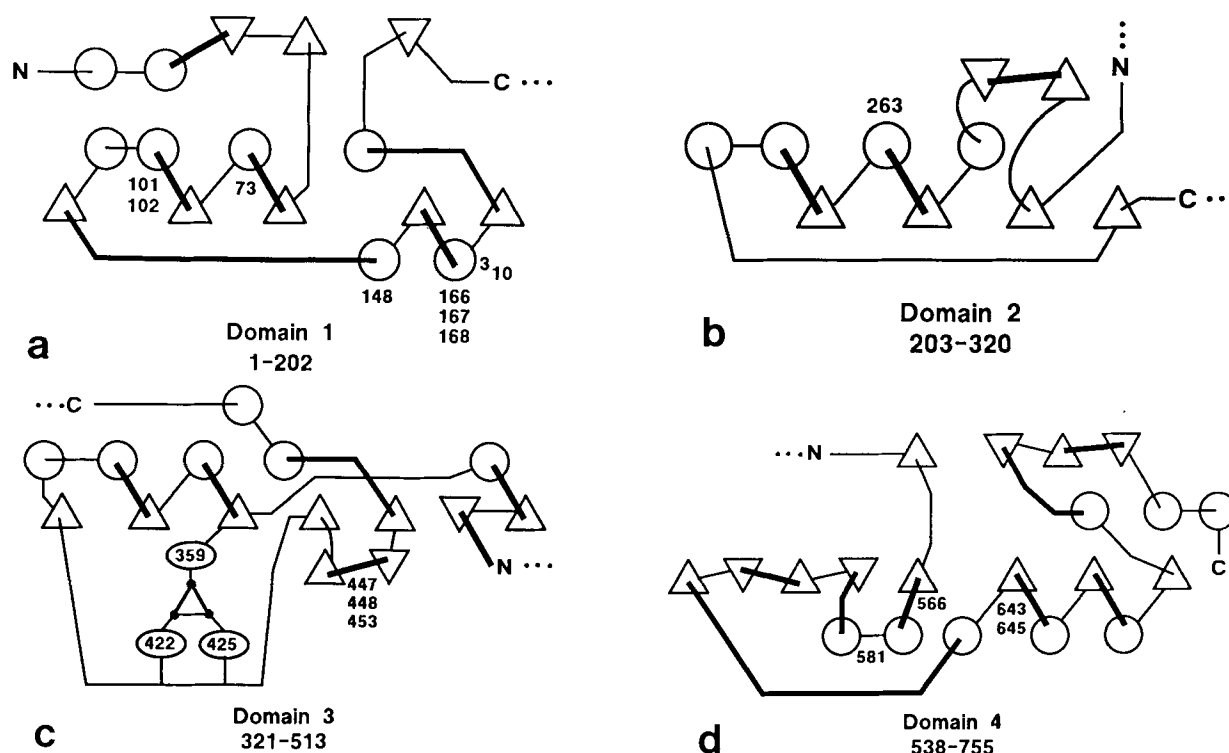 N
C ···
101
102
73
148
3₁₀
166
167
168
a
Domain 1
1-202
···
N
263
C ··
b
Domain 2
203-320
···C
359
422
425
447
448
453
N ···
c
Domain 3
321-513
···N
566
581
643
645
C
d
Domain 4
538-755